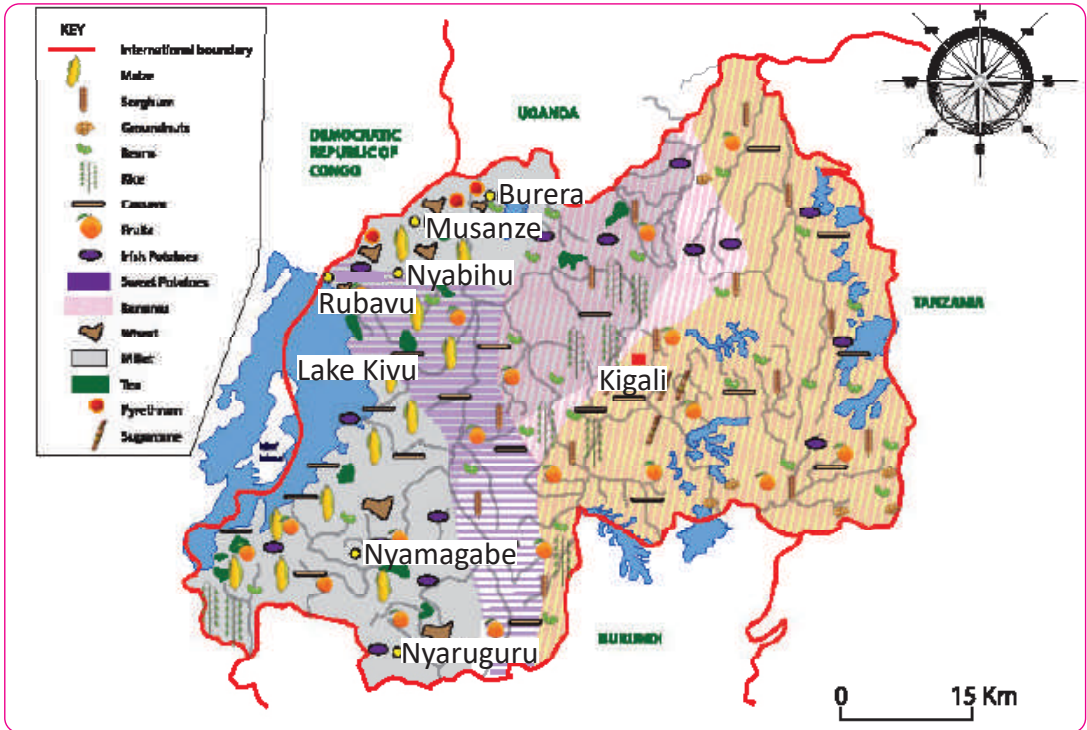 KEY
International boundary
Maize
Sorghum
Groundnuts
Beans
Rice
Cassava
Fruits
Irish Potatoes
Sweet Potatoes
Bananas
Wheat
Millet
Tea
Pyrethrum
Sugarcane
UGANDA
DEMOCRATIC
REPUBLIC OF
CONGO
Burera
Musanze
Nyabihu
Rubavu
TANZANIA
Lake Kivu
Kigali
Nyamagabe
Nyaruguru
BURUNDI
0 15 Km